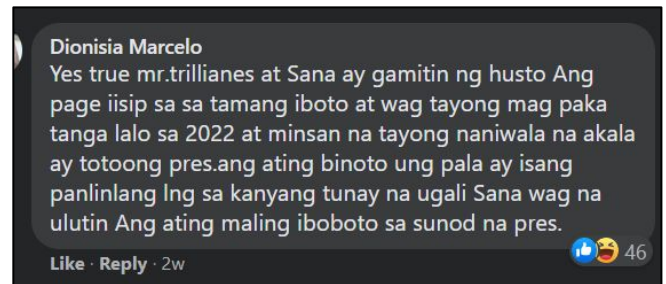 Dionisia Marcelo
Yes true mr.trillianes at Sana ay gamitin ng husto Ang
page iisip sa sa tamang iboto at wag tayong mag paka
tanga lalo sa 2022 at minsan na tayong naniwala na akala
ay totoong pres.ang ating binoto ung pala ay isang
panlinlang lng sa kanyang tunay na ugali Sana wag na
ulutin Ang ating maling iboboto sa sunod na pres.
46
Like · Reply · 2w